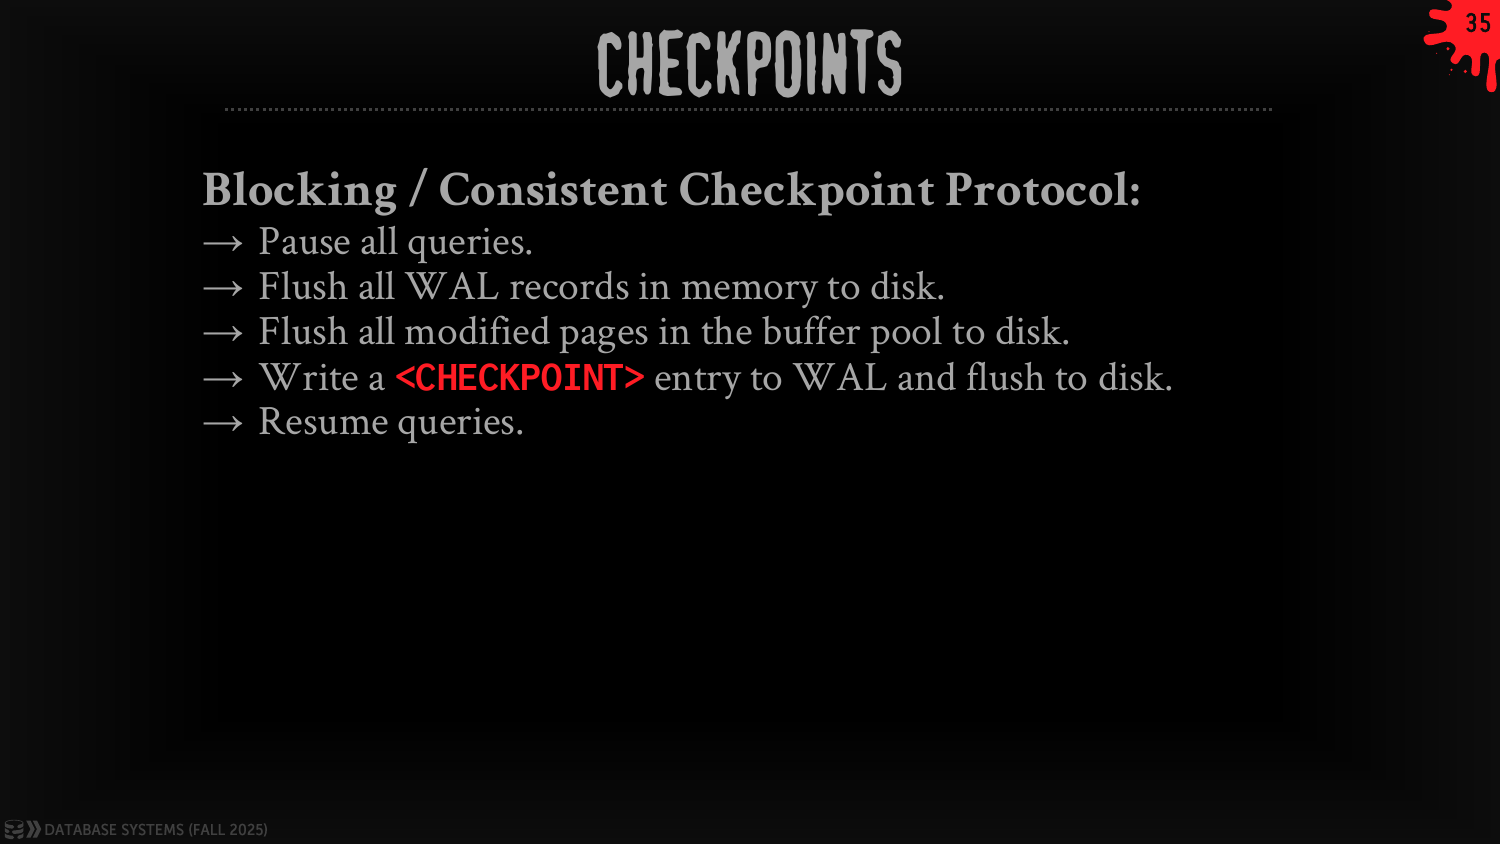 35
CHECKPOINTS
Blocking / Consistent Checkpoint Protocol:
→ Pause all queries.
→ Flush all WAL records in memory to disk.
→ Flush all modified pages in the buffer pool to disk.
→ Write a <CHECKPOINT> entry to WAL and flush to disk.
→ Resume queries.
DATABASE SYSTEMS (FALL 2025)